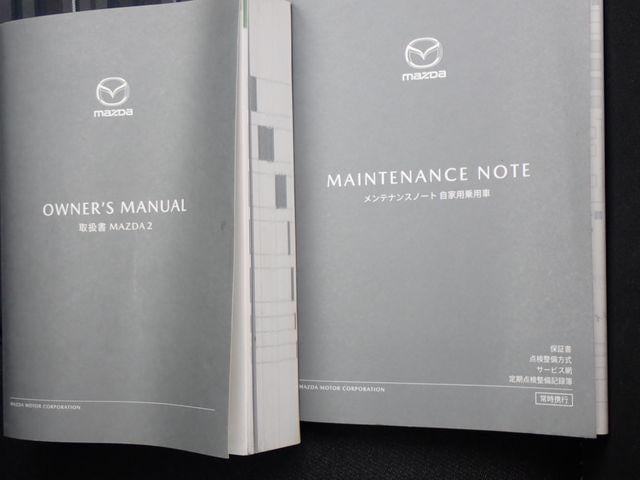 mazda
OWNER'S MANUAL
取扱書 MAZDA2
MAZDA MOTOR CORPORATION
mazda
MAINTENANCE NOTE
メンテナンスノート 自家用乗用車
保証書
点検整備方式
サービス網
定期点検整備記録簿
常時携行
MAZDA MOTOR CORPORATION